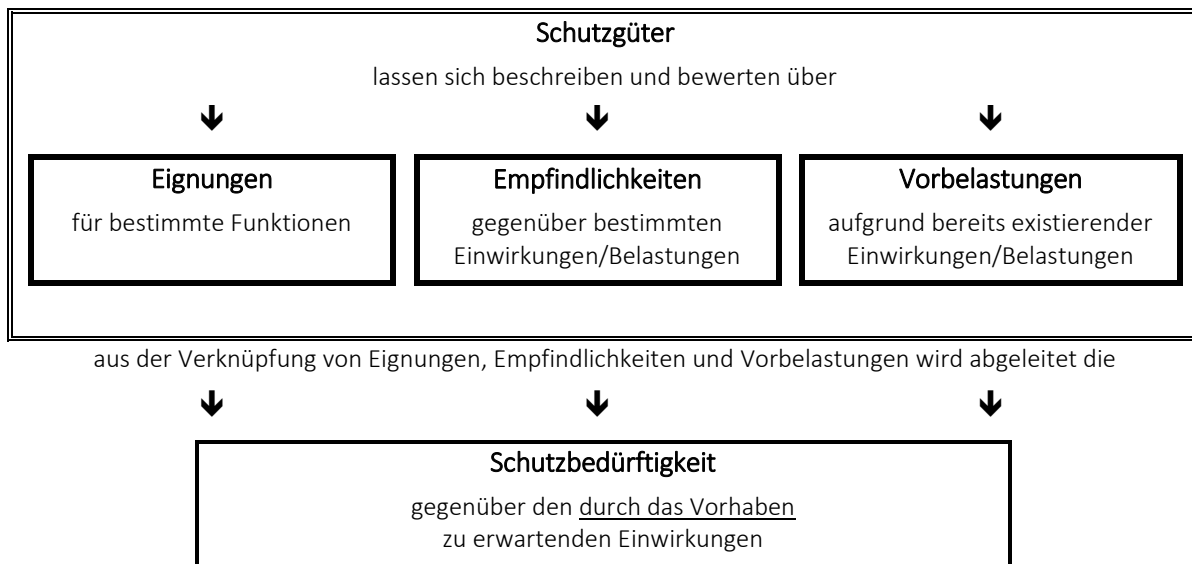 Schutzgüter
lassen sich beschreiben und bewerten über
Eignungen
für bestimmte Funktionen
Empfindlichkeiten
gegenüber bestimmten
Einwirkungen/Belastungen
Vorbelastungen
aufgrund bereits existierender
Einwirkungen/Belastungen
aus der Verknüpfung von Eignungen, Empfindlichkeiten und Vorbelastungen wird abgeleitet die
Schutzbedürftigkeit
gegenüber den durch das Vorhaben
zu erwartenden Einwirkungen